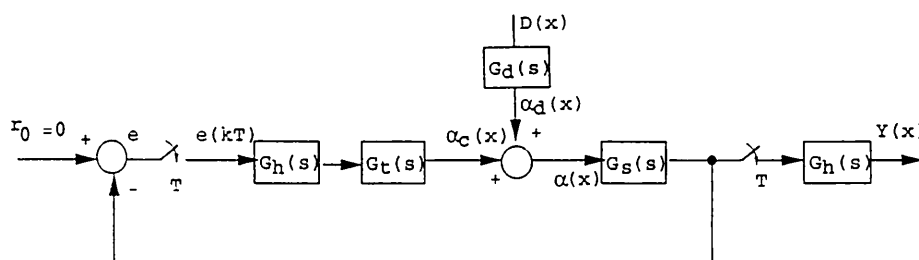 D(x)
Gd(s)
αd(x)
r0 =0
+
e
e(kT)
αc(x)
+
Y(x)
Gh(s)
Gt(s)
+
α(x)
Gs(s)
T
Gh(s)
-
T